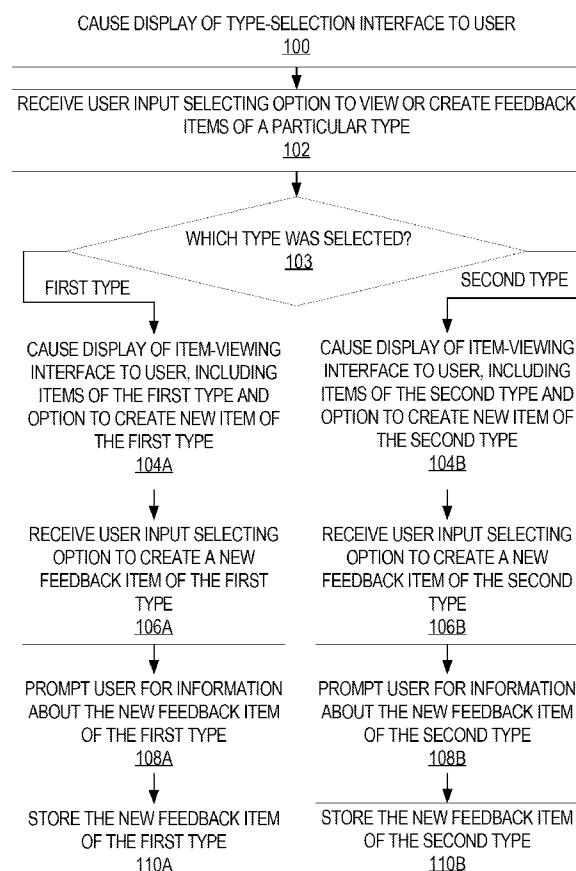 CAUSE DISPLAY OF TYPE-SELECTION INTERFACE TO USER
100
RECEIVE USER INPUT SELECTING OPTION TO VIEW OR CREATE FEEDBACK
ITEMS OF A PARTICULAR TYPE
102
WHICH TYPE WAS SELECTED?
103
FIRST TYPE
SECOND TYPE
CAUSE DISPLAY OF ITEM-VIEWING
INTERFACE TO USER, INCLUDING
ITEMS OF THE FIRST TYPE AND
OPTION TO CREATE NEW ITEM OF
THE FIRST TYPE
104A
CAUSE DISPLAY OF ITEM-VIEWING
INTERFACE TO USER, INCLUDING
ITEMS OF THE SECOND TYPE AND
OPTION TO CREATE NEW ITEM OF
THE SECOND TYPE
104B
RECEIVE USER INPUT SELECTING
OPTION TO CREATE A NEW
FEEDBACK ITEM OF THE FIRST
TYPE
106A
RECEIVE USER INPUT SELECTING
OPTION TO CREATE A NEW
FEEDBACK ITEM OF THE SECOND
TYPE
106B
PROMPT USER FOR INFORMATION
ABOUT THE NEW FEEDBACK ITEM
OF THE FIRST TYPE
108A
PROMPT USER FOR INFORMATION
ABOUT THE NEW FEEDBACK ITEM
OF THE SECOND TYPE
108B
STORE THE NEW FEEDBACK ITEM
OF THE FIRST TYPE
110A
STORE THE NEW FEEDBACK ITEM
OF THE SECOND TYPE
110B